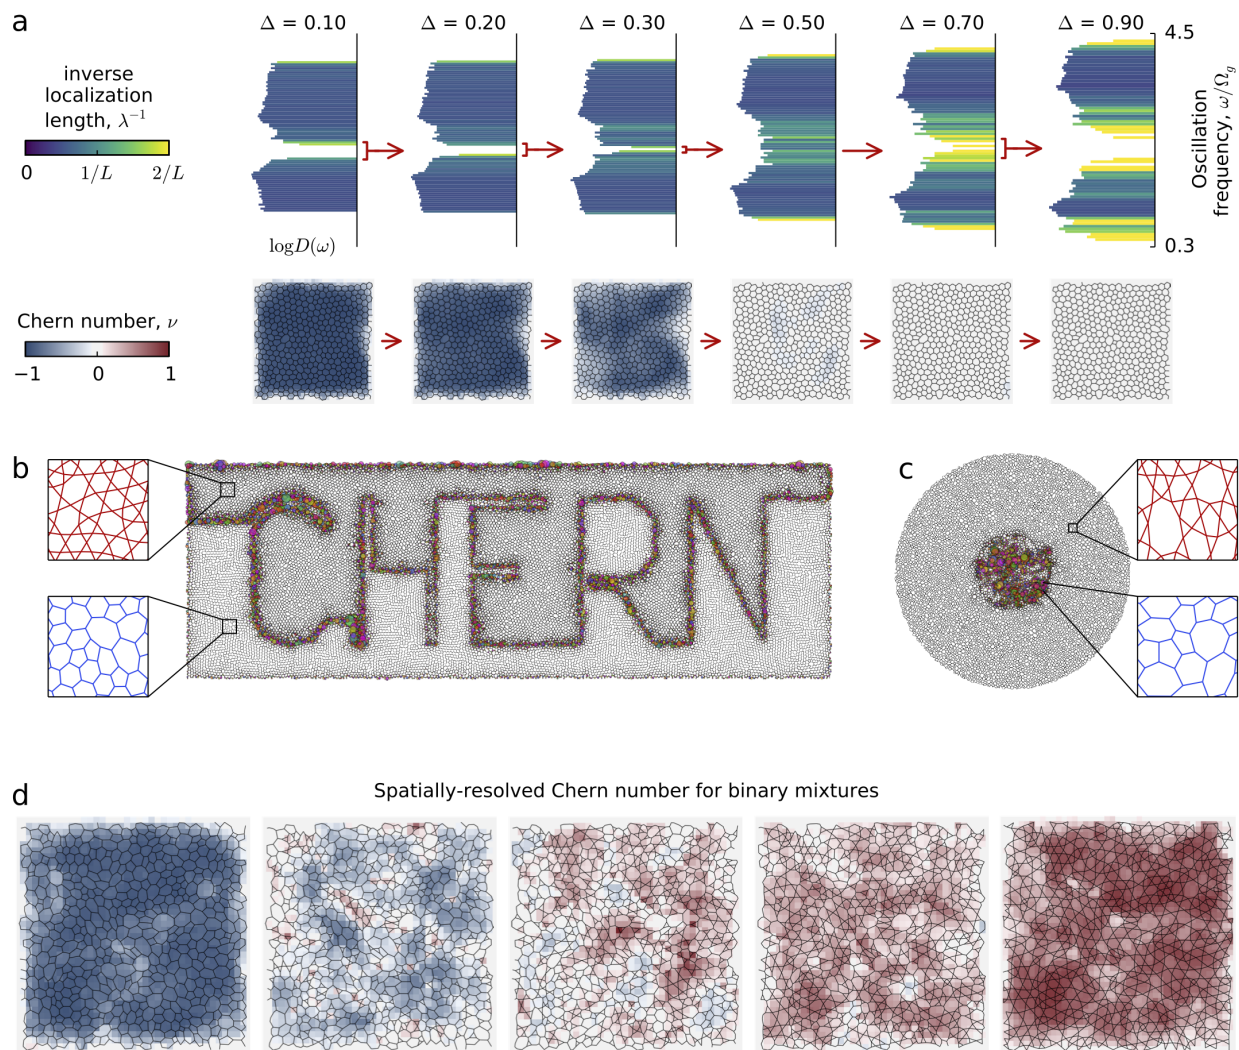 a
Δ = 0.10
Δ = 0.20
Δ = 0.30
Δ = 0.50
Δ = 0.70
Δ = 0.90
inverse
localization
length, λ⁻¹
0
1/L
2/L
logD(ω)
4.5
Oscillation
frequency, ω/Ω_g
0.3
Chern number, ν
−1
0
1
b
CHERN
c
d
Spatially-resolved Chern number for binary mixtures